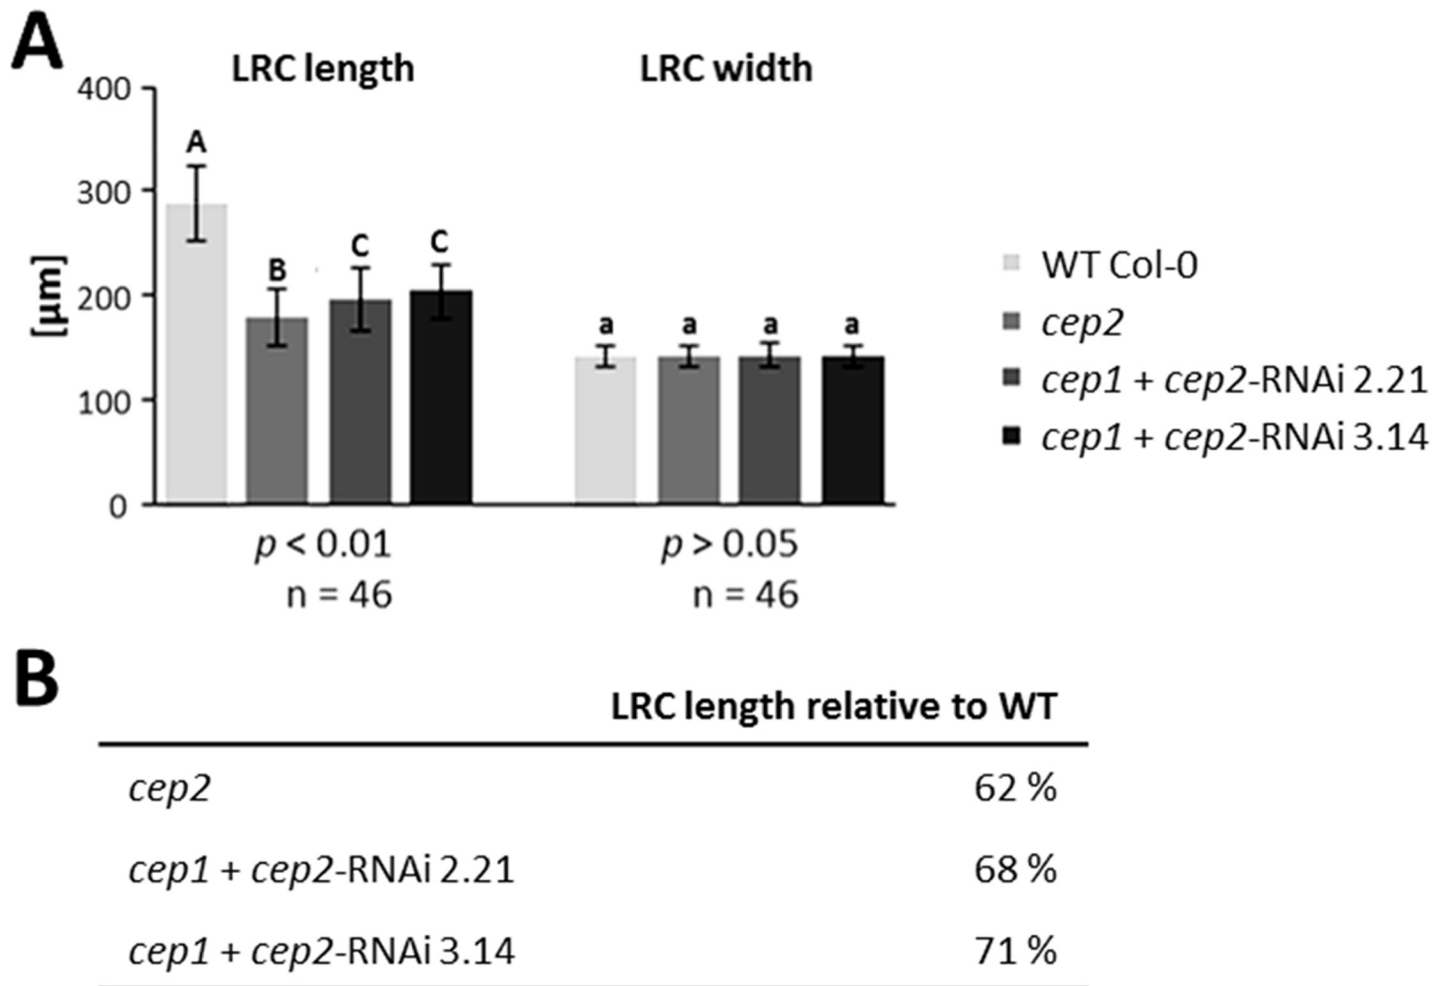 A
LRC length
LRC width
400
300
200
100
0
[µm]
A
B
C
C
a
a
a
a
p < 0.01
n = 46
p > 0.05
n = 46
WT Col-0
cep2
cep1 + cep2-RNAi 2.21
cep1 + cep2-RNAi 3.14
B
LRC length relative to WT
cep2 62 %
cep1 + cep2-RNAi 2.21 68 %
cep1 + cep2-RNAi 3.14 71 %